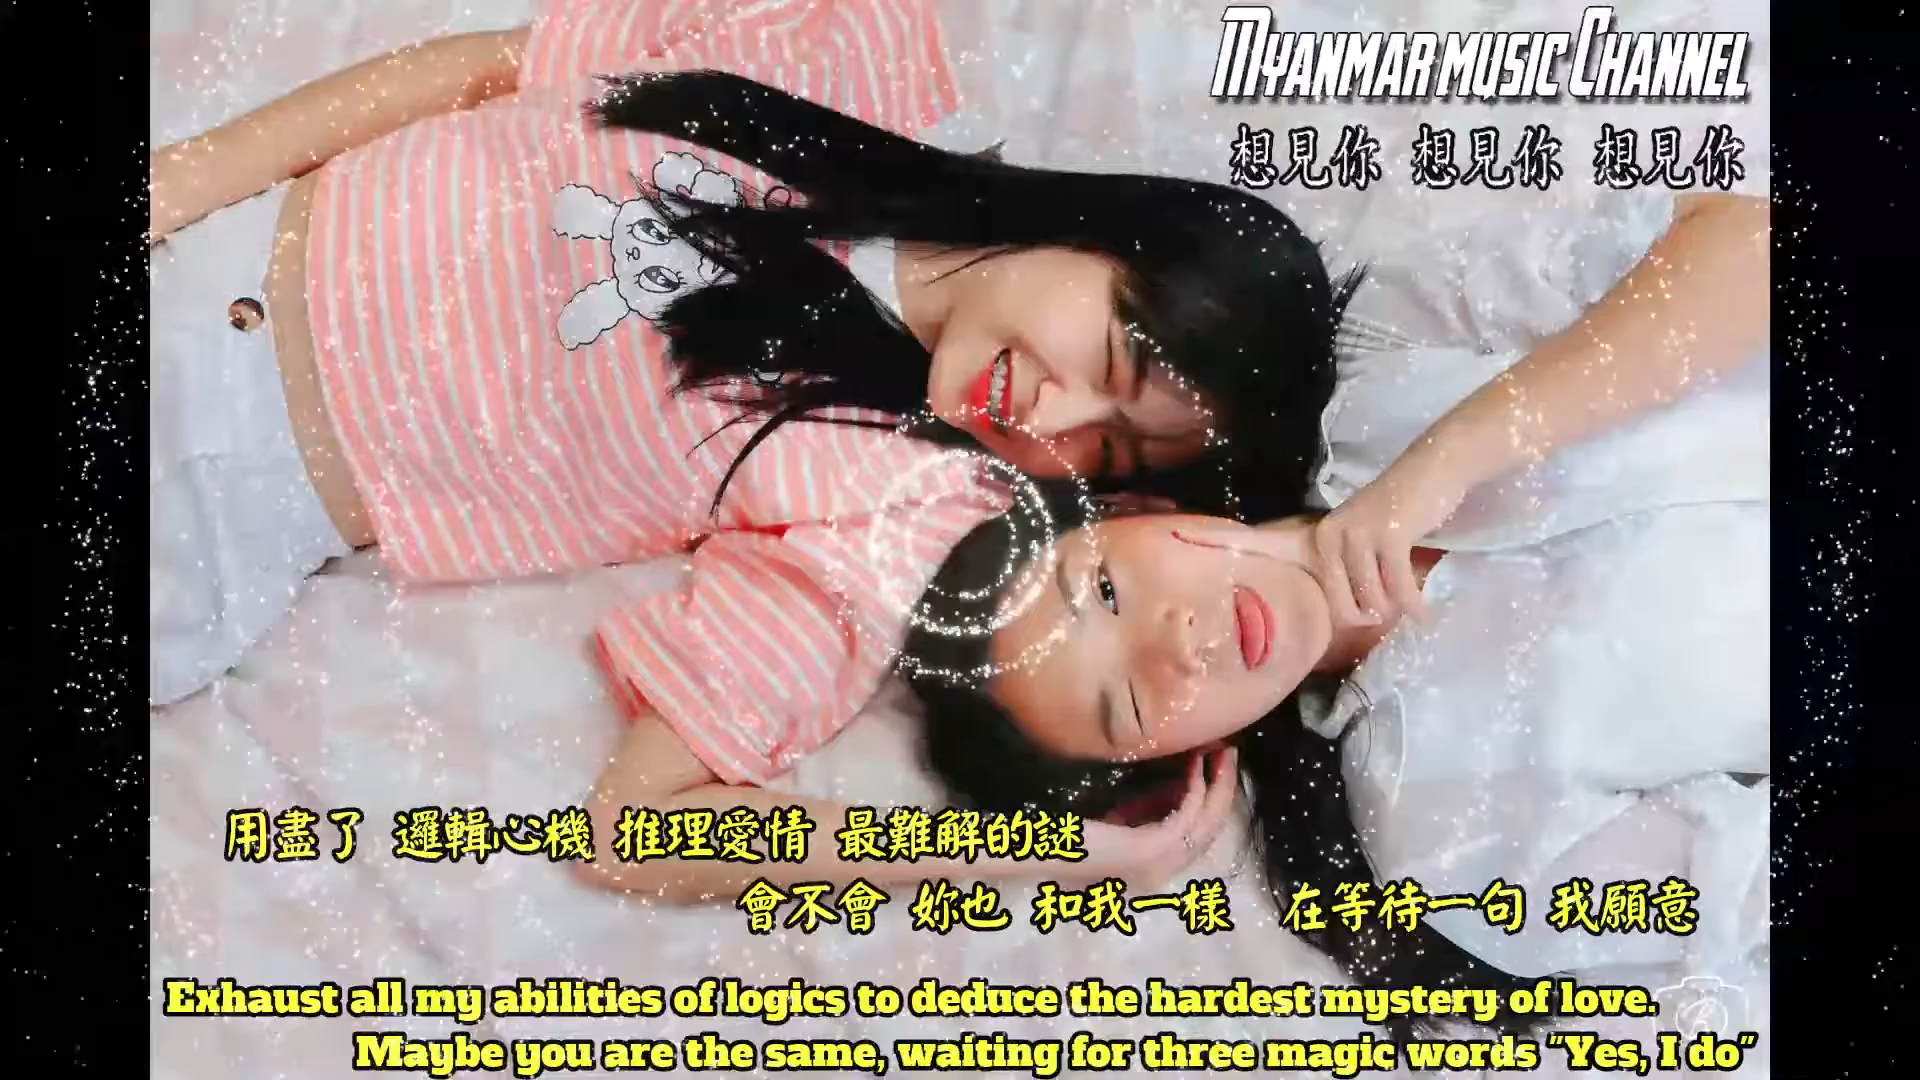 MYANMAR MUSIC CHANNEL
想見你 想見你 想見你
用盡了 邏輯心機 推理愛情 最難解的謎
會不會 妳也 和我一樣 在等待一句 我願意
Exhaust all my abilities of logics to deduce the hardest mystery of love.
Maybe you are the same, waiting for three magic words "Yes, I do"